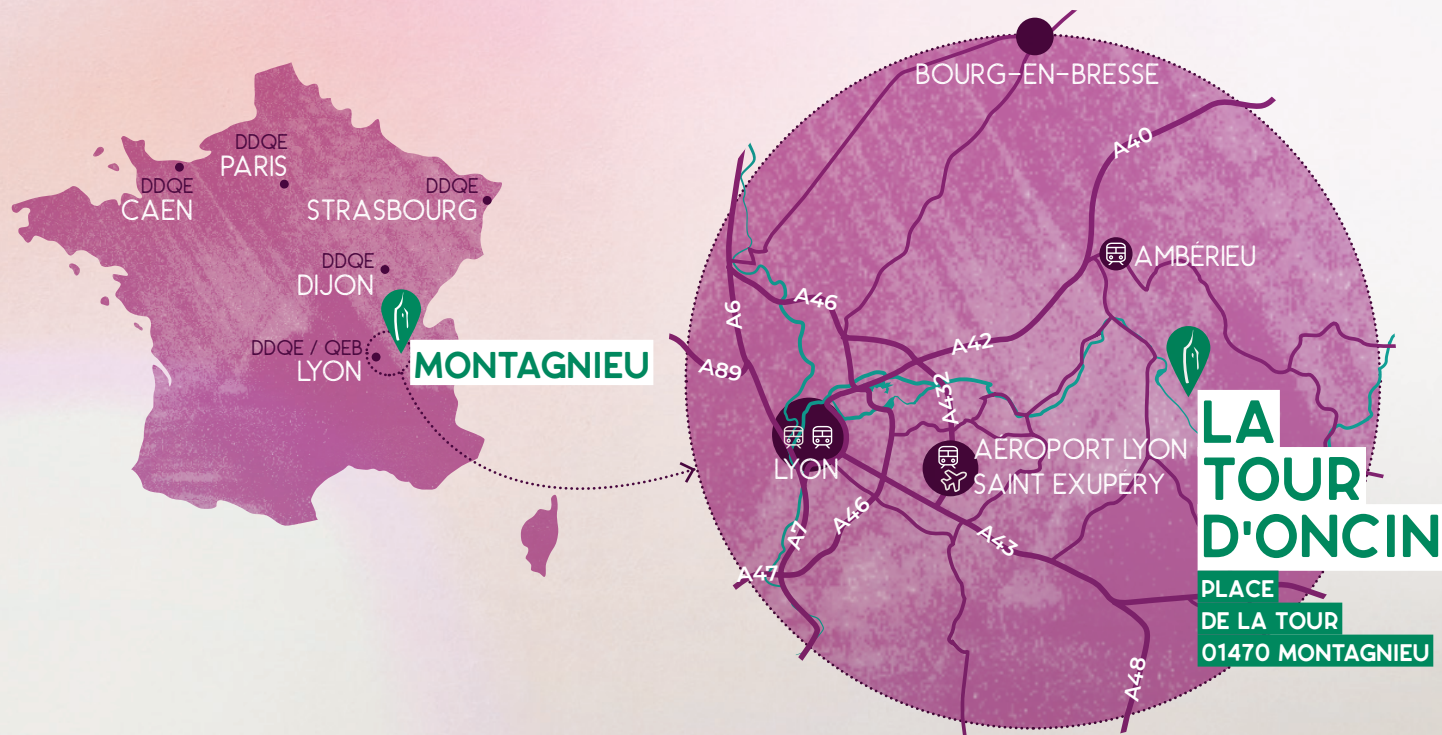 DDQE
PARIS
DDQE
CAEN
DDQE
STRASBOURG
DDQE
DIJON
DDQE / QEB
LYON
MONTAGNIEU
BOURG-EN-BRESSE
A40
AMBÉRIEU
A6
A46
A42
A89
A432
LYON
AÉROPORT LYON
SAINT EXUPÉRY
A7
A46
A43
A47
A48
LA
TOUR
D'ONCIN
PLACE
DE LA TOUR
01470 MONTAGNIEU